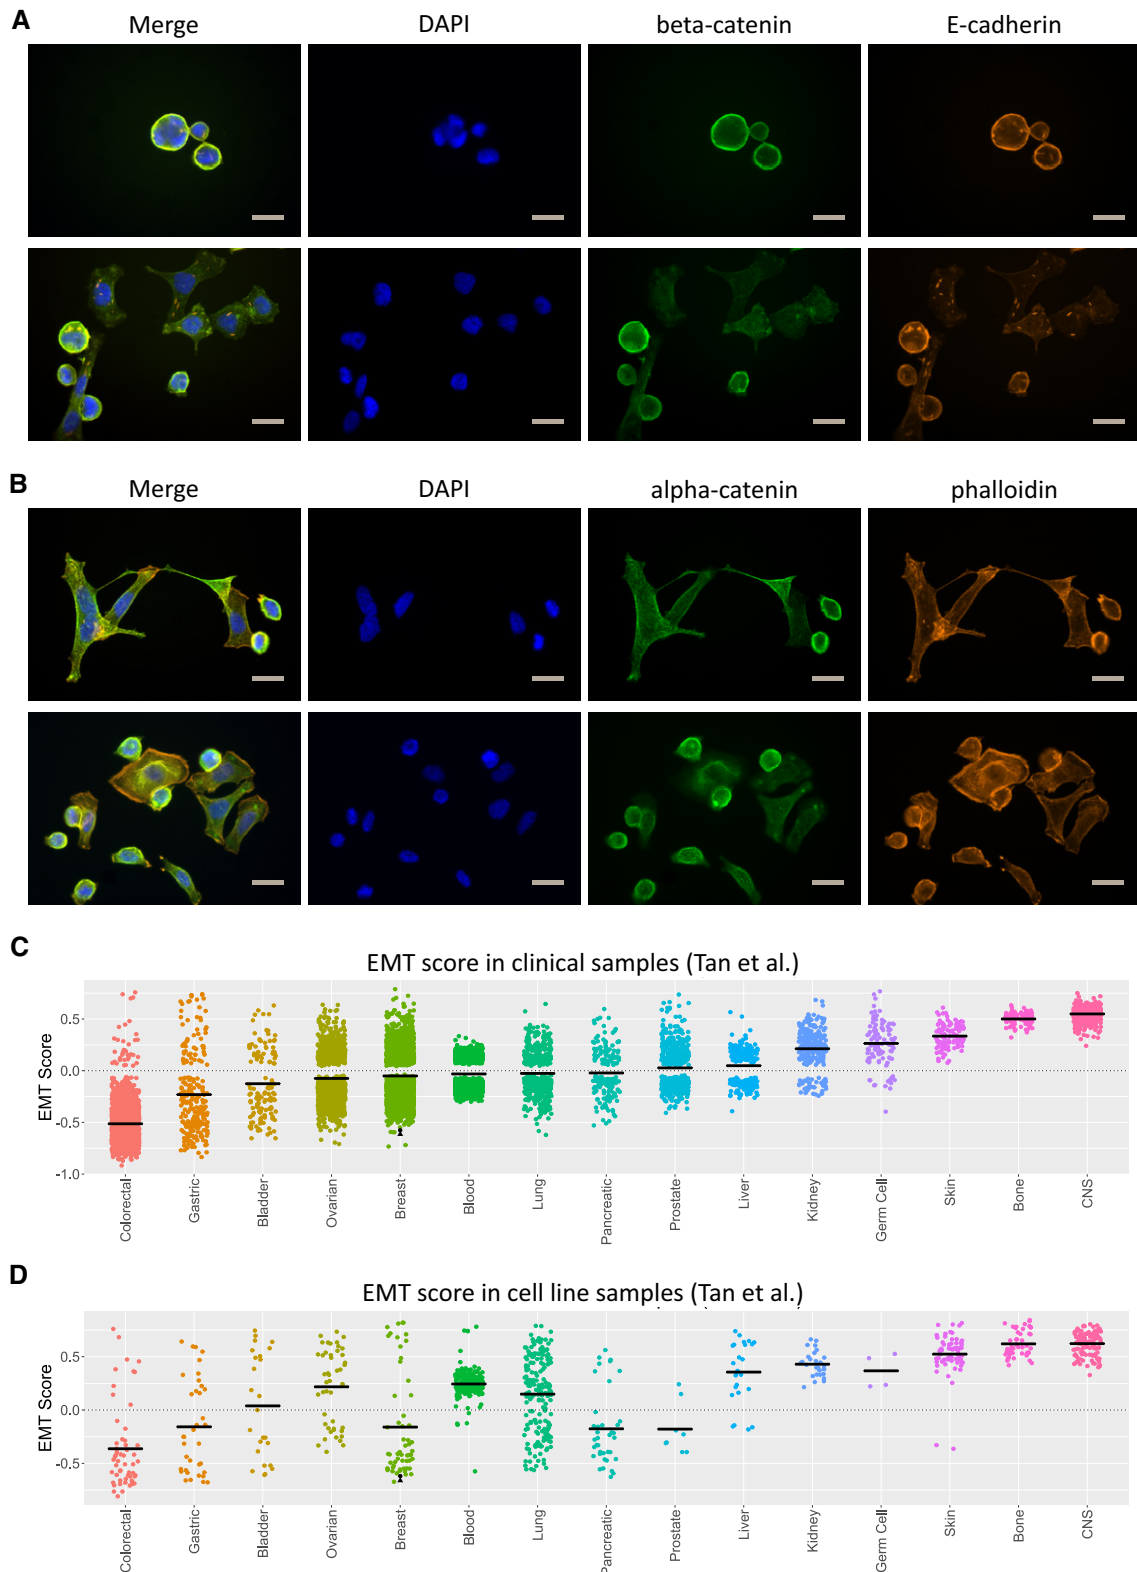 A
Merge DAPI beta-catenin E-cadherin
B
Merge DAPI alpha-catenin phalloidin
C
EMT score in clinical samples (Tan et al.)
EMT Score
0.5
0.0
-0.5
-1.0
Colorectal Gastric Bladder Ovarian Breast Blood Lung Pancreatic Prostate Liver Kidney Germ Cell Skin Bone CNS
D
EMT score in cell line samples (Tan et al.)
EMT Score
0.5
0.0
-0.5
Colorectal Gastric Bladder Ovarian Breast Blood Lung Pancreatic Prostate Liver Kidney Germ Cell Skin Bone CNS